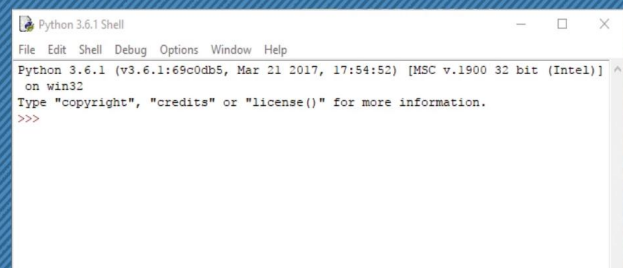 Python 3.6.1 Shell
File Edit Shell Debug Options Window Help
Python 3.6.1 (v3.6.1:69c0db5, Mar 21 2017, 17:54:52) [MSC v.1900 32 bit (Intel)]
on win32
Type "copyright", "credits" or "license()" for more information.
>>>